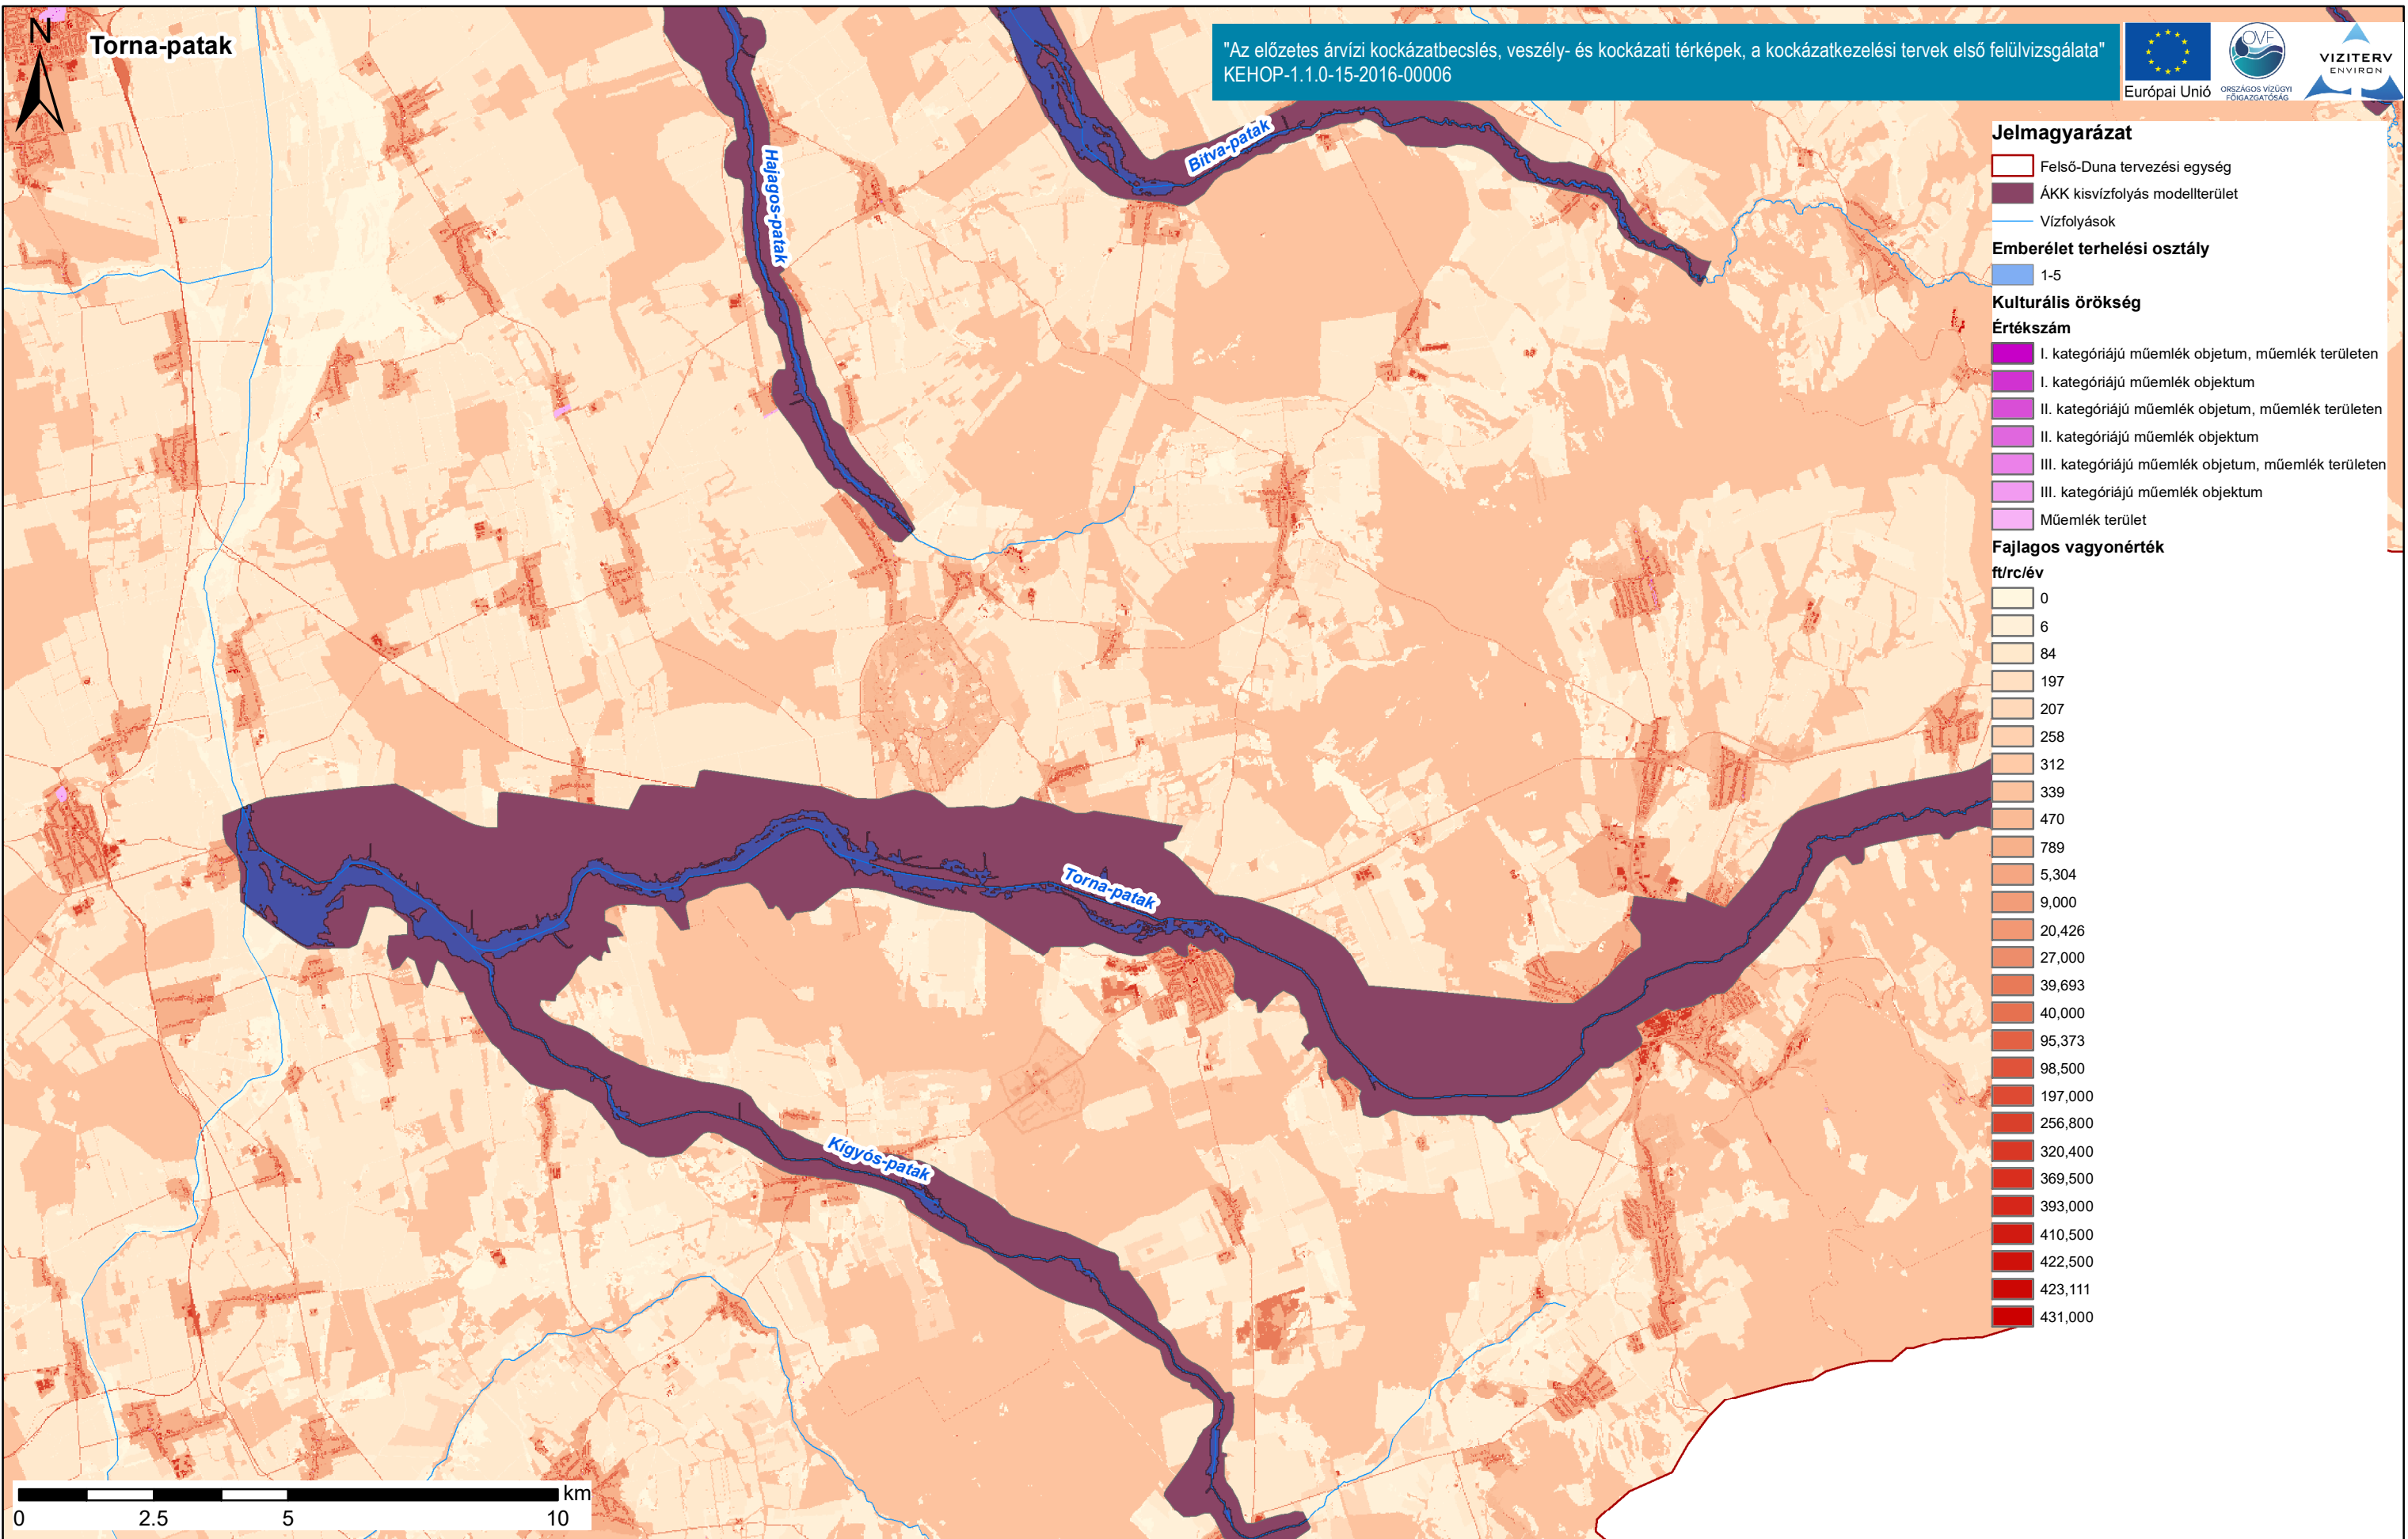 N
Torna-patak
"Az előzetes árvízi kockázatbecslés, veszély- és kockázati térképek, a kockázatkezelési tervek első felülvizsgálata"
KEHOP-1.1.0-15-2016-00006
Európai Unió
OVF
ORSZÁGOS VÍZÜGYI
FŐIGAZGATÓSÁG
VIZITERV
ENVIRON
Hajagos-patak
Bitva-patak
Torna-patak
Kígyós-patak
Jelmagyarázat
Felső-Duna tervezési egység
ÁKK kisvízfolyás modellterület
Vízfolyások
Emberélet terhelési osztály
1-5
Kulturális örökség
Értékszám
I. kategóriájú műemlék objetum, műemlék területen
I. kategóriájú műemlék objektum
II. kategóriájú műemlék objetum, műemlék területen
II. kategóriájú műemlék objektum
III. kategóriájú műemlék objetum, műemlék területen
III. kategóriájú műemlék objektum
Műemlék terület
Fajlagos vagyonérték
ft/rc/év
0
6
84
197
207
258
312
339
470
789
5,304
9,000
20,426
27,000
39,693
40,000
95,373
98,500
197,000
256,800
320,400
369,500
393,000
410,500
422,500
423,111
431,000
km
0 2.5 5 10